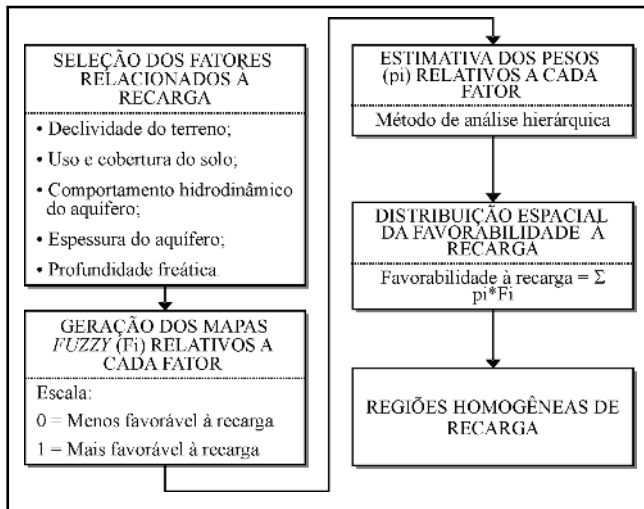 SELEÇÃO DOS FATORES
RELACIONADOS À
RECARGA
• Declividade do terreno;
• Uso e cobertura do solo;
• Comportamento hidrodinâmico
do aquífero;
• Espessura do aquífero;
• Profundidade freática.
GERAÇÃO DOS MAPAS
FUZZY (Fi) RELATIVOS A
CADA FATOR
Escala:
0 = Menos favorável à recarga
1 = Mais favorável à recarga
ESTIMATIVA DOS PESOS
(pi) RELATIVOS A CADA
FATOR
Método de análise hierárquica
DISTRIBUIÇÃO ESPACIAL
DA FAVORABILIDADE À
RECARGA
Favorabilidade à recarga = Σ
pi*Fi
REGIÕES HOMOGÊNEAS DE
RECARGA